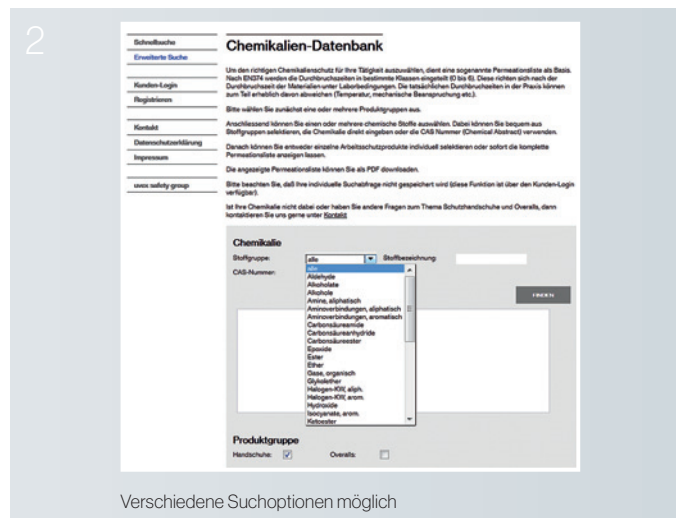 2
Schnellsuche
Erweiterte Suche
Kunden-Login
Registrieren
Kontakt
Datenschutzerklärung
Impressum
uvex safety group
Chemikalien-Datenbank
Um den richtigen Chemikalienschutz für Ihre Tätigkeit auszuwählen, dient eine sogenannte Permeationsliste als Basis.
Nach EN374 werden die Durchbruchszeiten in bestimmte Klassen eingeteilt (0 bis 6). Diese richten sich nach der
Durchbruchszeit der Materialien unter Laborbedingungen. Die tatsächlichen Durchbruchzeiten in der Praxis können
zum Teil erheblich davon abweichen (Temperatur, mechanische Beanspruchung etc.).
Bitte wählen Sie zunächst eine oder mehrere Produktgruppen aus.
Anschliessend können Sie einen oder mehrere chemische Stoffe auswählen. Dabei können Sie bequem aus
Stoffgruppen selektieren, die Chemikalie direkt eingeben oder die CAS Nummer (Chemical Abstract) verwenden.
Danach können Sie entweder einzelne Arbeitsschutzprodukte individuell selektieren oder sofort die komplette
Permeationsliste anzeigen lassen.
Die angezeigte Permeationsliste können Sie als PDF downloaden.
Bitte beachten Sie, daß Ihre individuelle Suchabfrage nicht gespeichert wird (diese Funktion ist über den Kunden-Login
verfügbar).
Ist Ihre Chemikalie nicht dabei oder haben Sie andere Fragen zum Thema Schutzhandschuhe und Overalls, dann
kontaktieren Sie uns gerne unter Kontakt.
Chemikalie
Stoffgruppe: alle Stoffbezeichnung:
CAS-Nummer:
alle
Aldehyde
Alkoholate
Alkohole
Amine, aliphatisch
Aminoverbindungen, aliphatisch
Aminoverbindungen, aromatisch
Carbonsäureamide
Carbonsäureanhydride
Carbonsäureester
Epoxide
Ester
Ether
Gase, organisch
Glykolether
Halogen-KW, aliph.
Halogen-KW, arom.
Hydroxide
Isocyanate, arom.
Ketoester
FINDEN
Produktgruppe
Handschuhe: Overalls:
Verschiedene Suchoptionen möglich